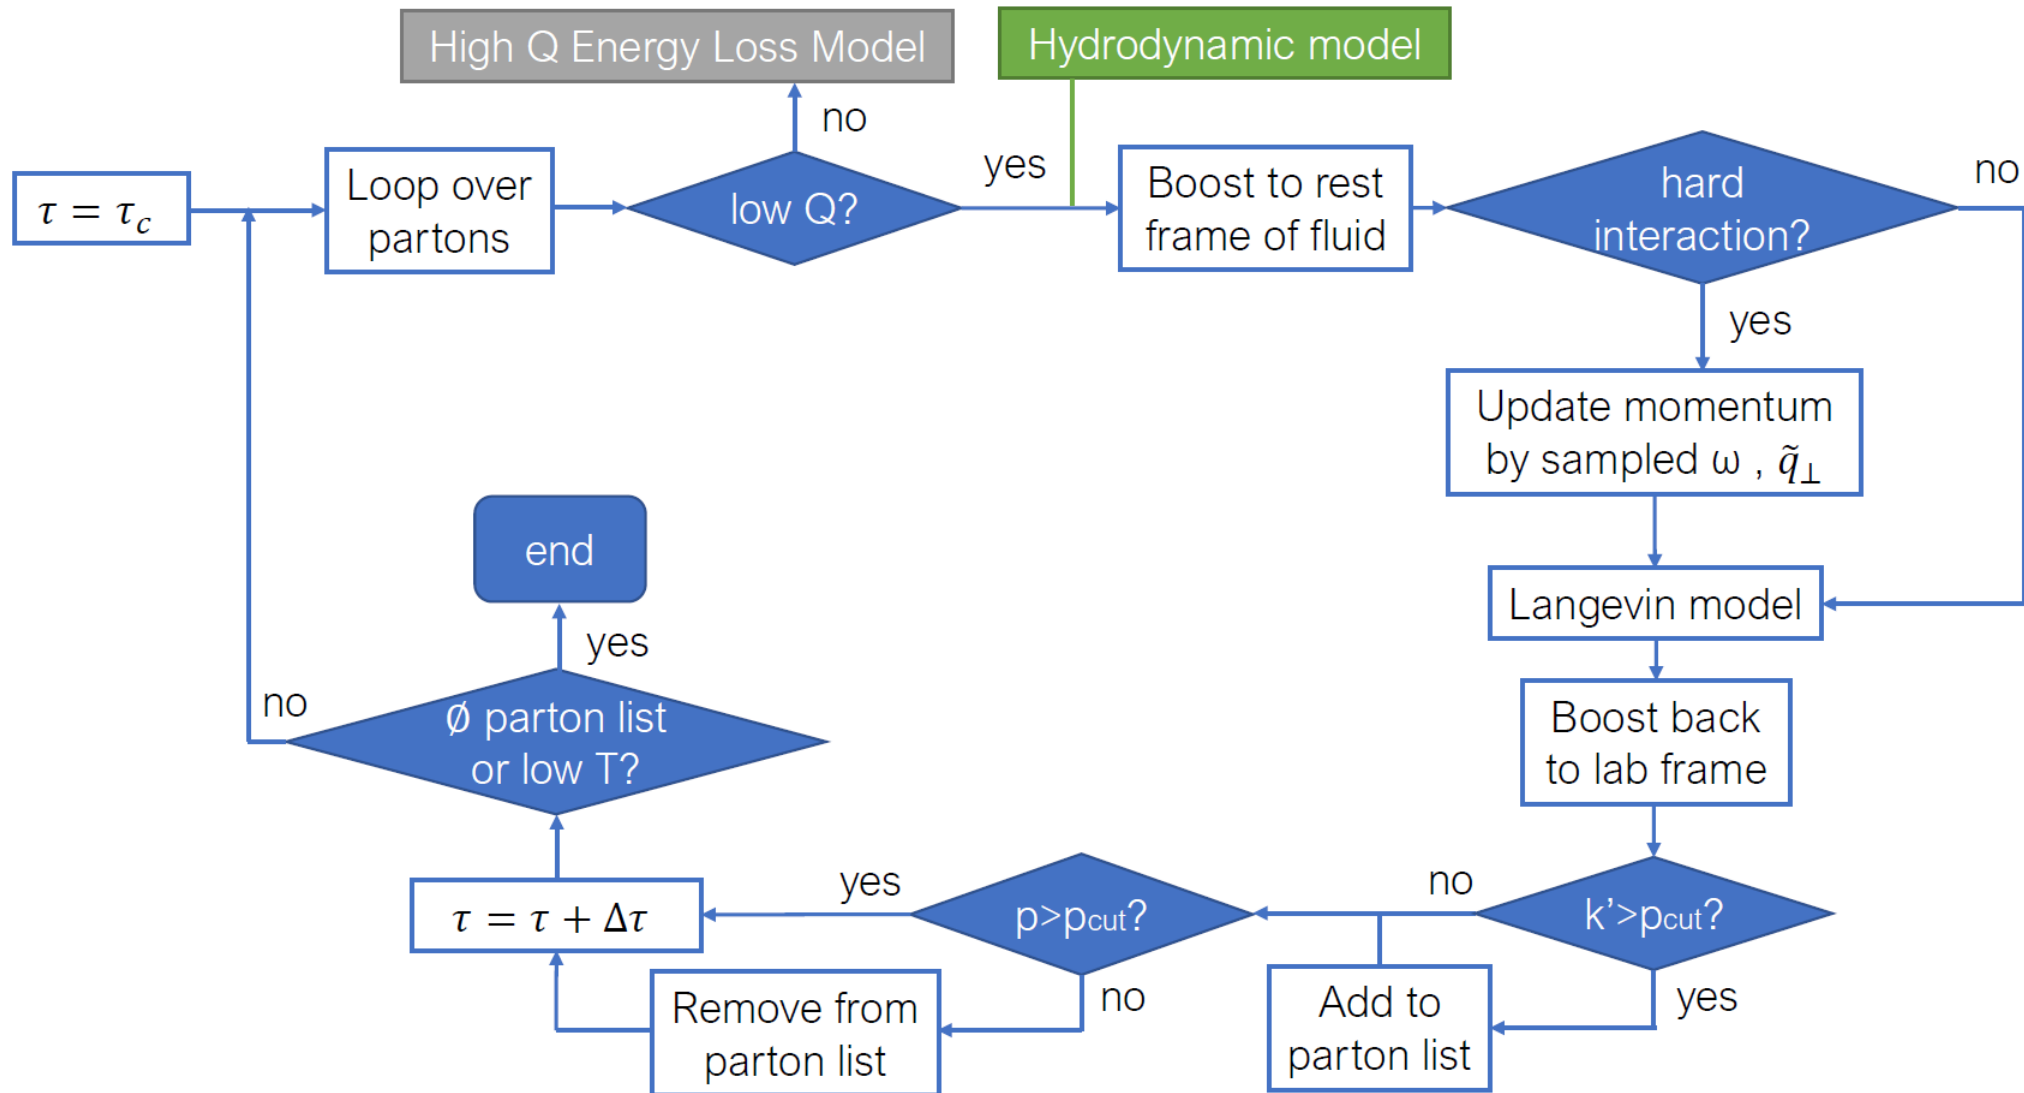 High Q Energy Loss Model
Hydrodynamic model
no
τ = τ_c
Loop over
partons
low Q?
yes
Boost to rest
frame of fluid
hard
interaction?
no
yes
Update momentum
by sampled ω , q̃_⊥
Langevin model
Boost back
to lab frame
k’>pcut?
no
yes
Add to
parton list
p>pcut?
yes
no
Remove from
parton list
τ = τ + Δτ
Ø parton list
or low T?
no
yes
end